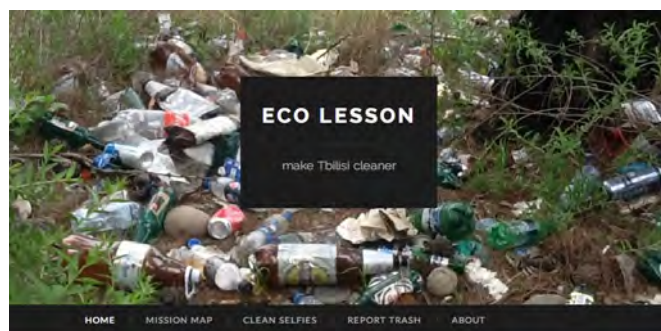 ECO LESSON
make Tbilisi cleaner
HOME MISSION MAP CLEAN SELFIES REPORT TRASH ABOUT